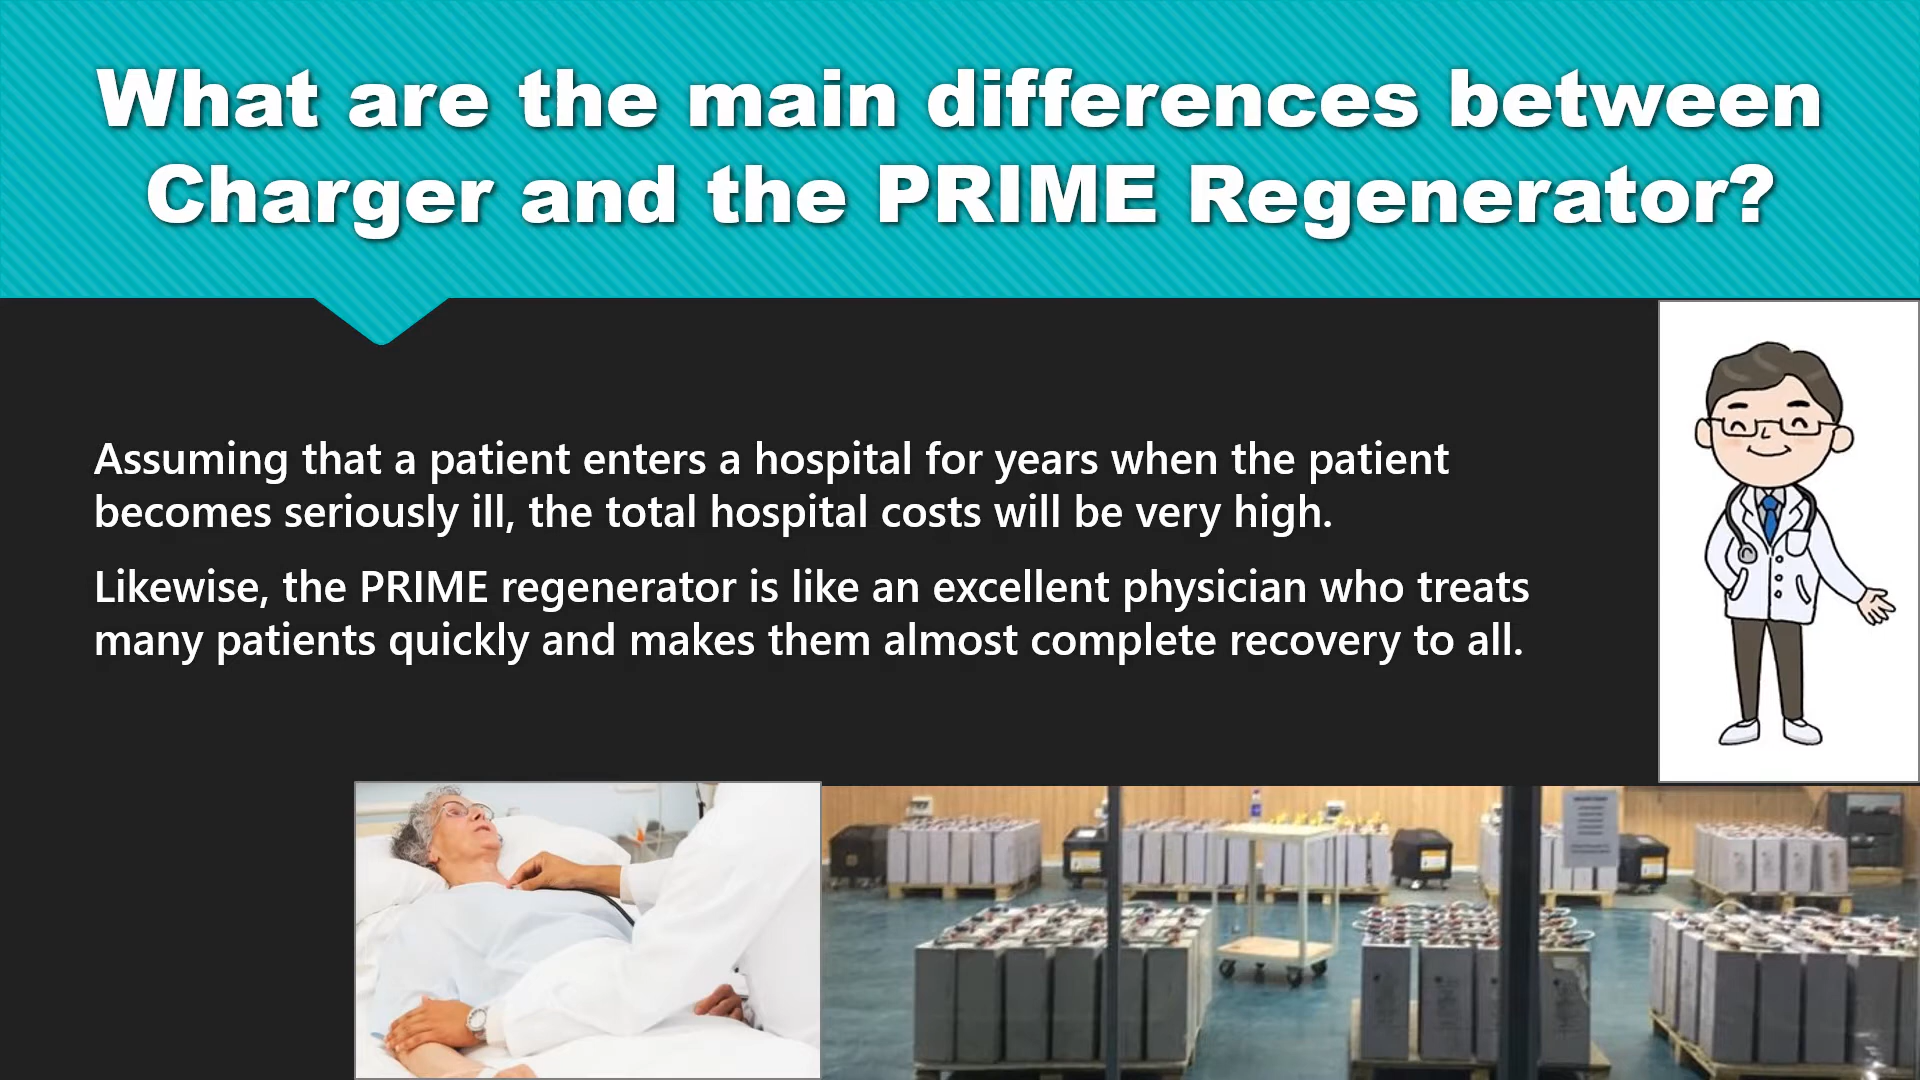 What are the main differences between
Charger and the PRIME Regenerator?
Assuming that a patient enters a hospital for years when the patient
becomes seriously ill, the total hospital costs will be very high.
Likewise, the PRIME regenerator is like an excellent physician who treats
many patients quickly and makes them almost complete recovery to all.